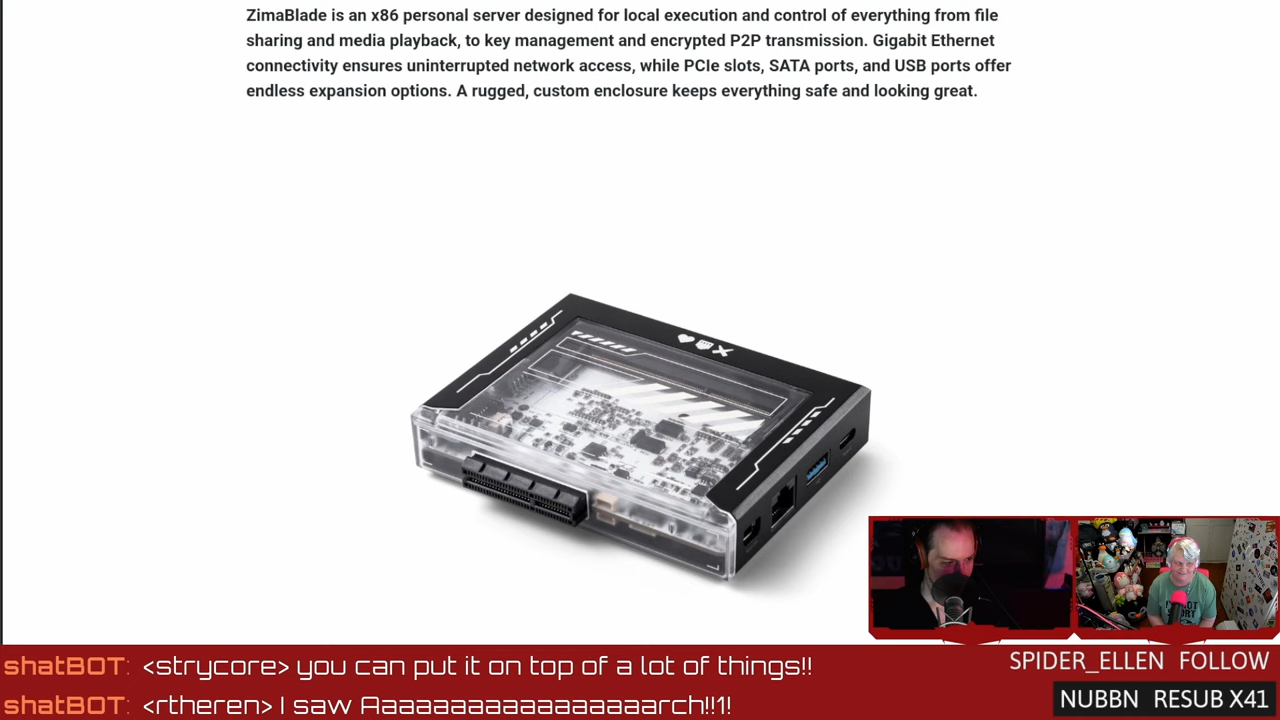 ZimaBlade is an x86 personal server designed for local execution and control of everything from file
sharing and media playback, to key management and encrypted P2P transmission. Gigabit Ethernet
connectivity ensures uninterrupted network access, while PCIe slots, SATA ports, and USB ports offer
endless expansion options. A rugged, custom enclosure keeps everything safe and looking great.
shatBOT: <strycore> you can put it on top of a lot of things!!
shatBOT: <rtheren> I saw Aaaaaaaaaaaaaaaaaaarch!!1!
SPIDER_ELLEN FOLLOW
NUBBN RESUB X41